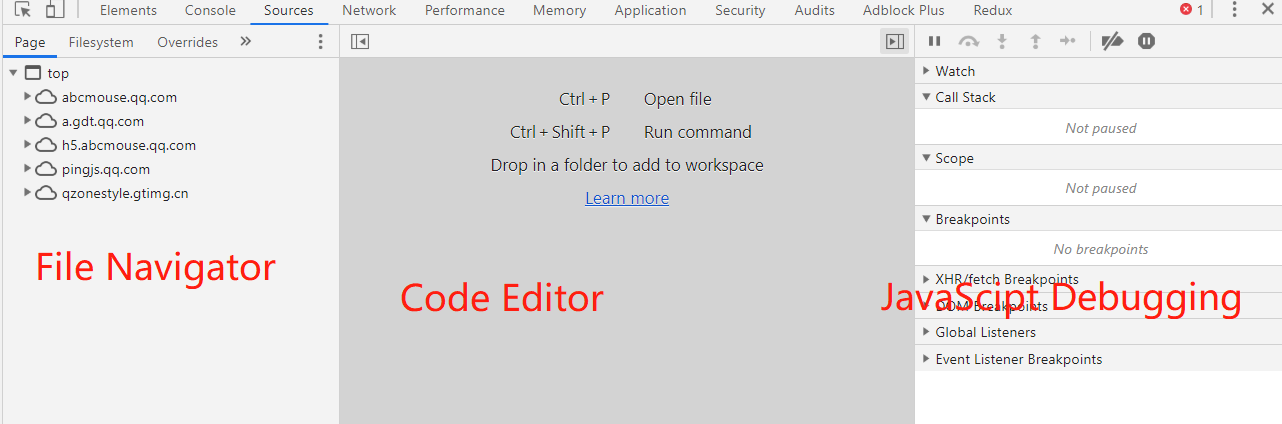 Elements Console Sources Network Performance Memory Application Security Audits Adblock Plus Redux 1
Page Filesystem Overrides »
top
abcmouse.qq.com
a.gdt.qq.com
h5.abcmouse.qq.com
pingjs.qq.com
qzonestyle.gtimg.cn
File Navigator
Ctrl + P Open file
Ctrl + Shift + P Run command
Drop in a folder to add to workspace
Learn more
Code Editor
Watch
Call Stack
Not paused
Scope
Not paused
Breakpoints
No breakpoints
XHR/fetch Breakpoints
JavaScipt Debugging
DOM Breakpoints
Global Listeners
Event Listener Breakpoints